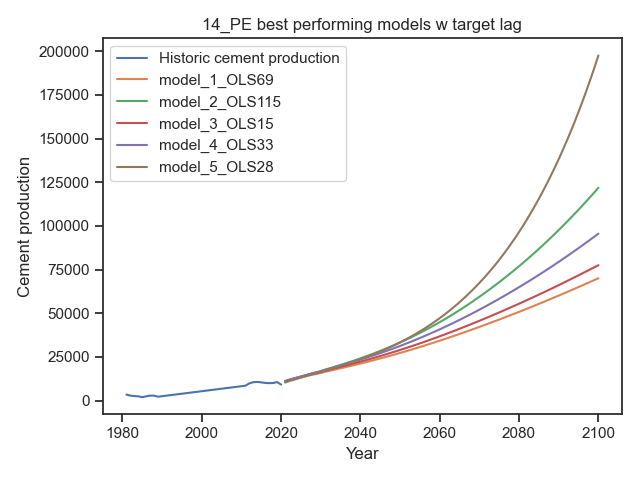 14_PE best performing models w target lag
200000
175000
150000
125000
100000
75000
50000
25000
0
Cement production
Historic cement production
model_1_OLS69
model_2_OLS115
model_3_OLS15
model_4_OLS33
model_5_OLS28
1980 2000 2020 2040 2060 2080 2100
Year